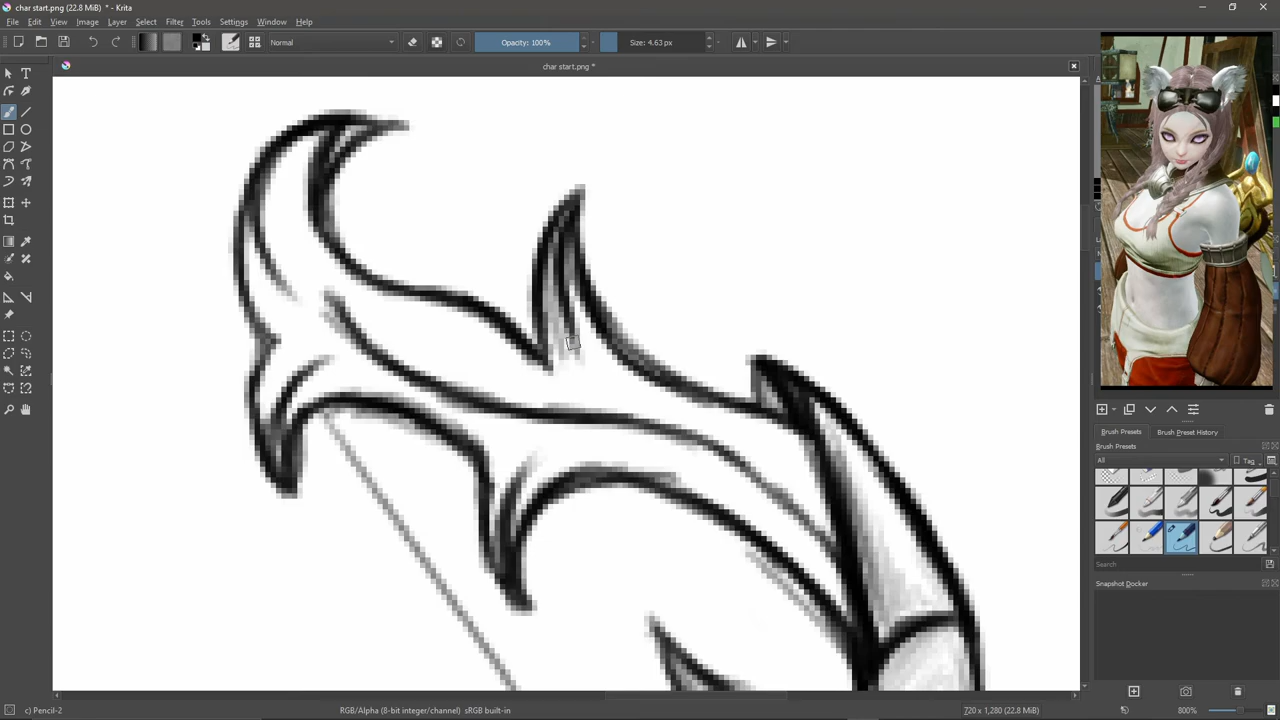 char start.png (22.8 MiB) * - Krita
File Edit View Image Layer Select Filter Tools Settings Window Help
Normal
Opacity: 100%
Size: 4.63 px
char start.png *
Brush Presets
Brush Preset History
Brush Presets
All
Tag
Search
Snapshot Docker
c) Pencil-2
RGB/Alpha (8-bit integer/channel) sRGB built-in
720 x 1,280 (22.8 MiB)
800%